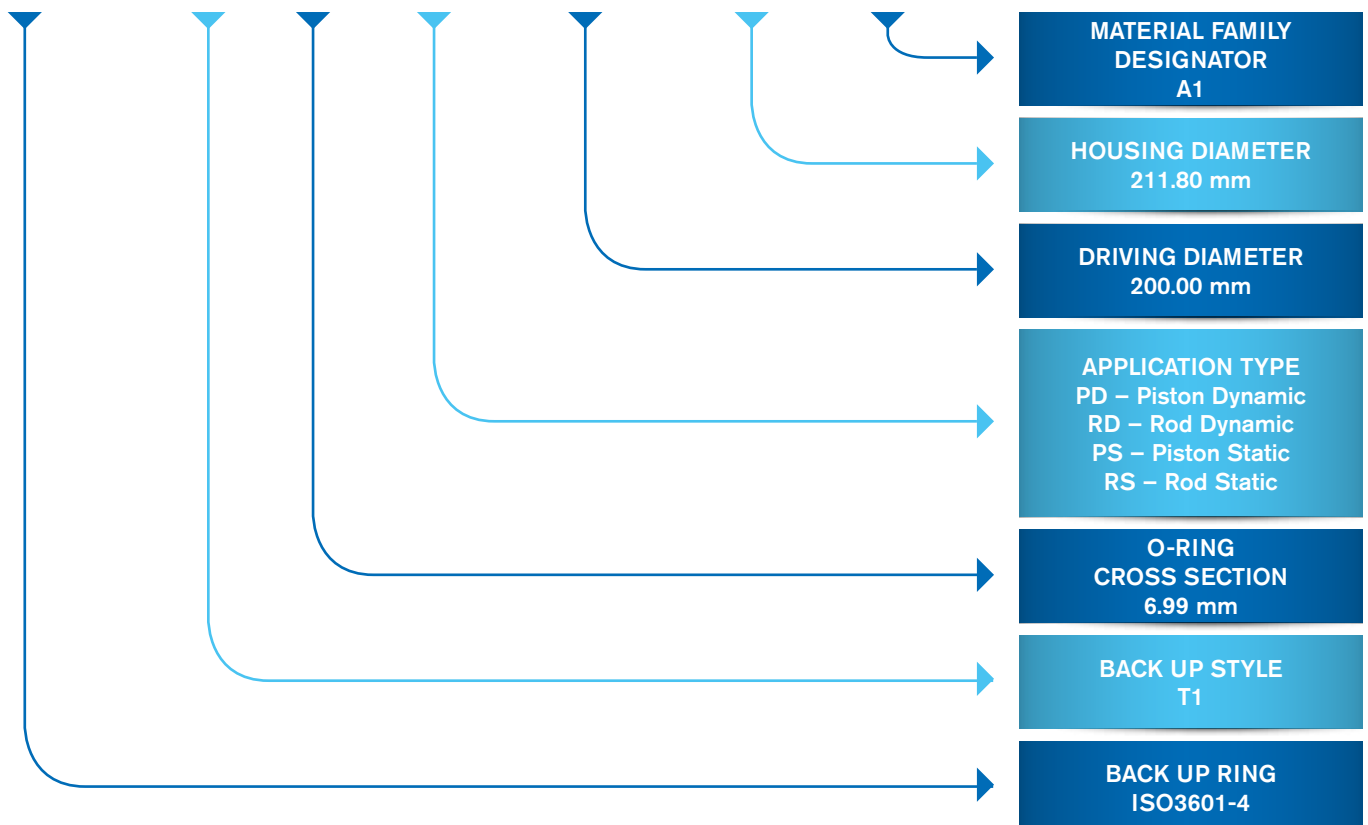 MATERIAL FAMILY
DESIGNATOR
A1
HOUSING DIAMETER
211.80 mm
DRIVING DIAMETER
200.00 mm
APPLICATION TYPE
PD – Piston Dynamic
RD – Rod Dynamic
PS – Piston Static
RS – Rod Static
O-RING
CROSS SECTION
6.99 mm
BACK UP STYLE
T1
BACK UP RING
ISO3601-4